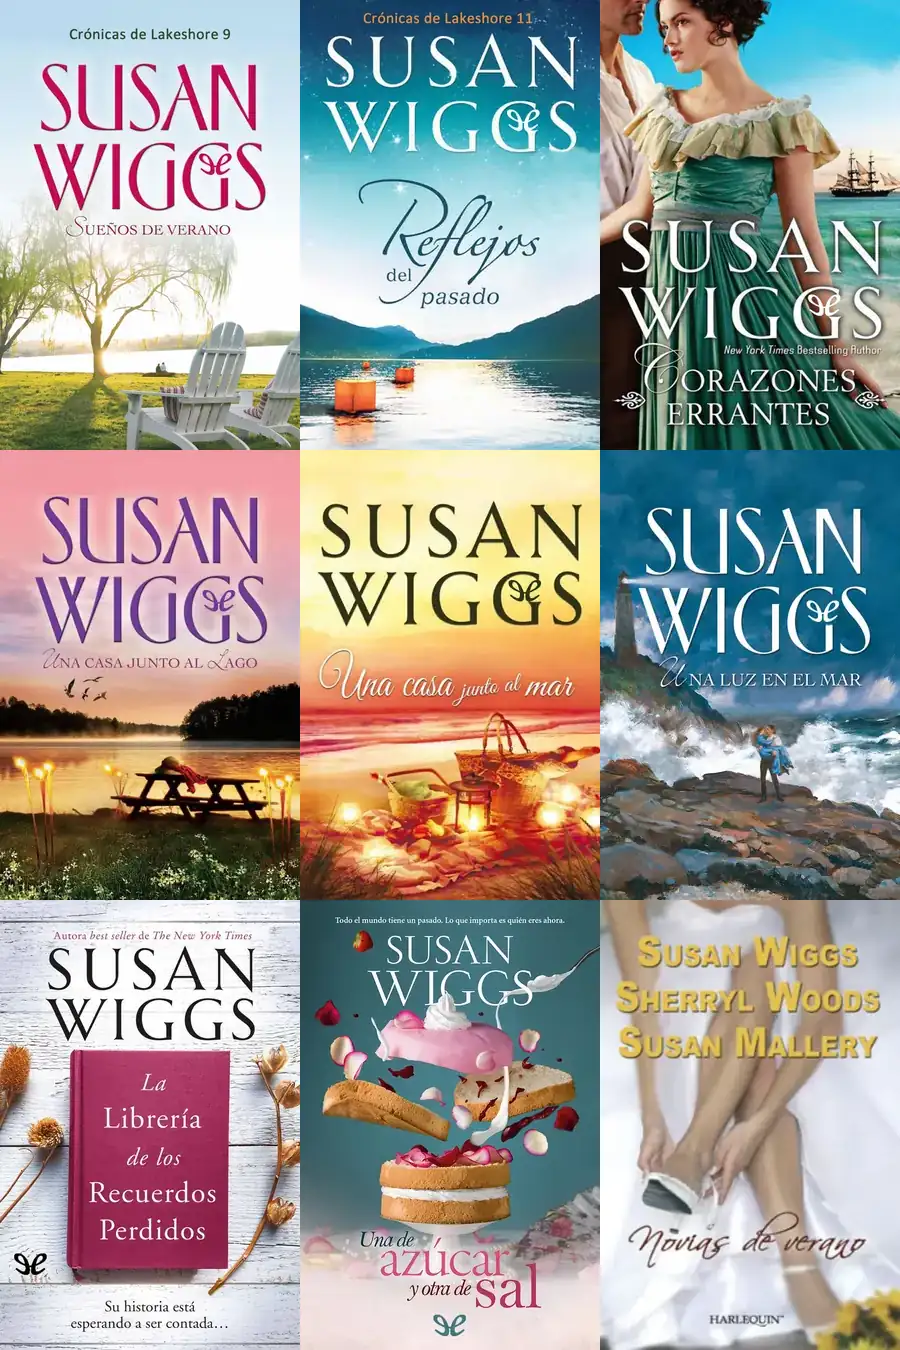 Crónicas de Lakeshore 9
SUSAN
WIGGS
SUEÑOS DE VERANO
Crónicas de Lakeshore 11
SUSAN
WIGGS
Reflejos
del
pasado
SUSAN
WIGGS
New York Times Bestselling Author
CORAZONES
ERRANTES
SUSAN
WIGGS
UNA CASA JUNTO AL LAGO
SUSAN
WIGGS
Una casa junto al mar
SUSAN
WIGGS
UNA LUZ EN EL MAR
Autora best seller de The New York Times
SUSAN
WIGGS
La
Librería
de los
Recuerdos
Perdidos
Su historia está
esperando a ser contada...
Todo el mundo tiene un pasado. Lo que importa es quién eres ahora.
SUSAN
WIGGS
Una de
azúcar
y otra de
sal
SUSAN WIGGS
SHERRYL WOODS
SUSAN MALLERY
Novias de verano
HARLEQUIN™